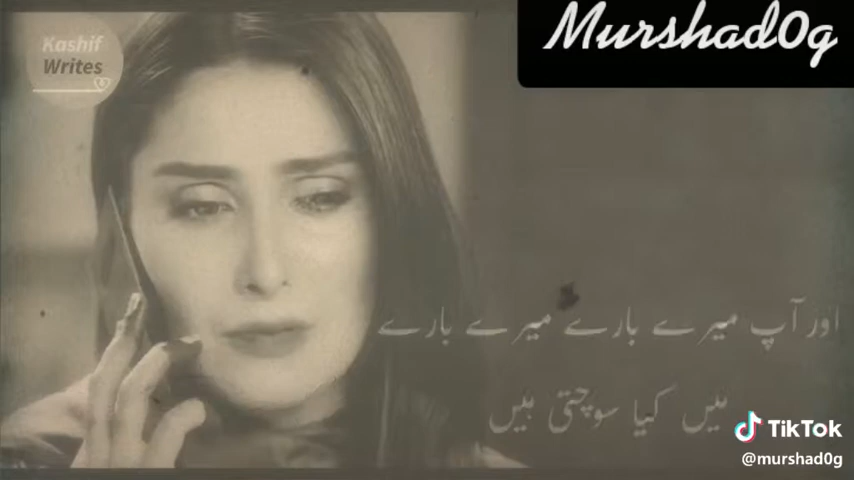 Kashif
Writes
Murshad0g
اور آپ میرے بارے میرے بارے
میں کیا سوچتی ہیں
TikTok
@murshad0g